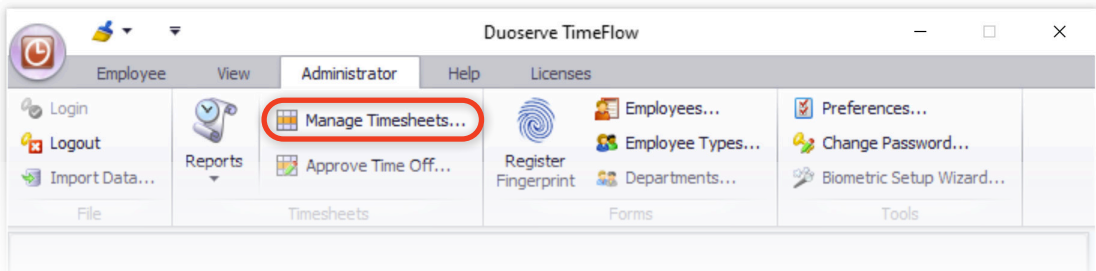 Duoserve TimeFlow
Employee View Administrator Help Licenses
Login
Logout
Import Data...
File
Reports
Manage Timesheets...
Approve Time Off...
Timesheets
Register
Fingerprint
Employees...
Employee Types...
Departments...
Forms
Preferences...
Change Password...
Biometric Setup Wizard...
Tools